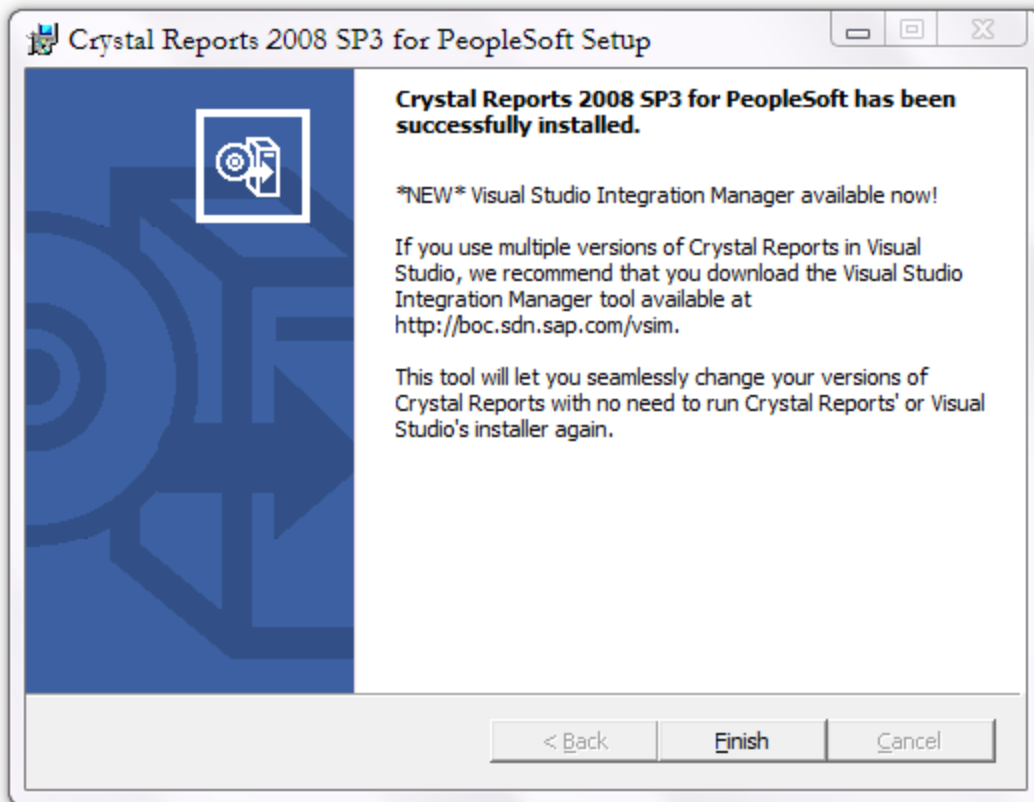 Crystal Reports 2008 SP3 for PeopleSoft Setup
Crystal Reports 2008 SP3 for PeopleSoft has been
successfully installed.
*NEW* Visual Studio Integration Manager available now!
If you use multiple versions of Crystal Reports in Visual
Studio, we recommend that you download the Visual Studio
Integration Manager tool available at
http://boc.sdn.sap.com/vsim.
This tool will let you seamlessly change your versions of
Crystal Reports with no need to run Crystal Reports' or Visual
Studio's installer again.
< Back Finish Cancel